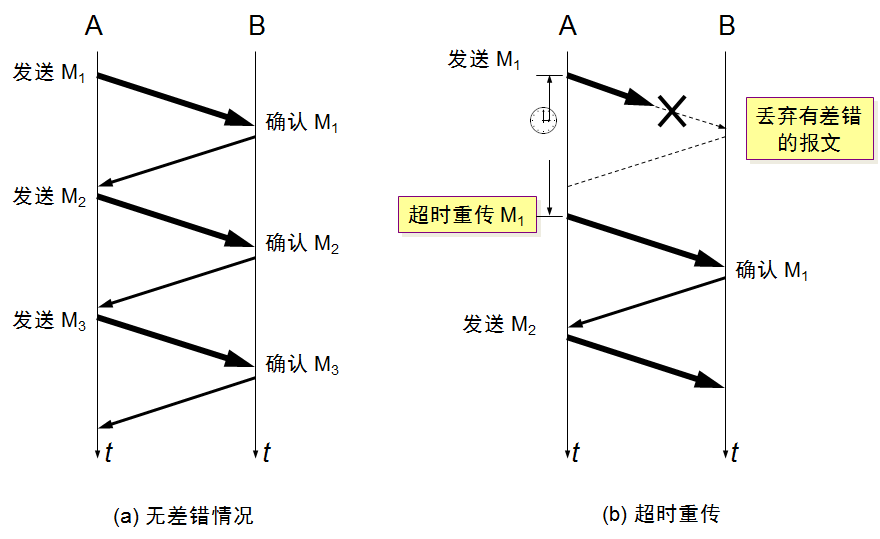 A
B
发送 M₁
确认 M₁
发送 M₂
确认 M₂
发送 M₃
确认 M₃
t
t
(a) 无差错情况
A
B
发送 M₁
丢弃有差错
的报文
超时重传 M₁
确认 M₁
发送 M₂
t
t
(b) 超时重传